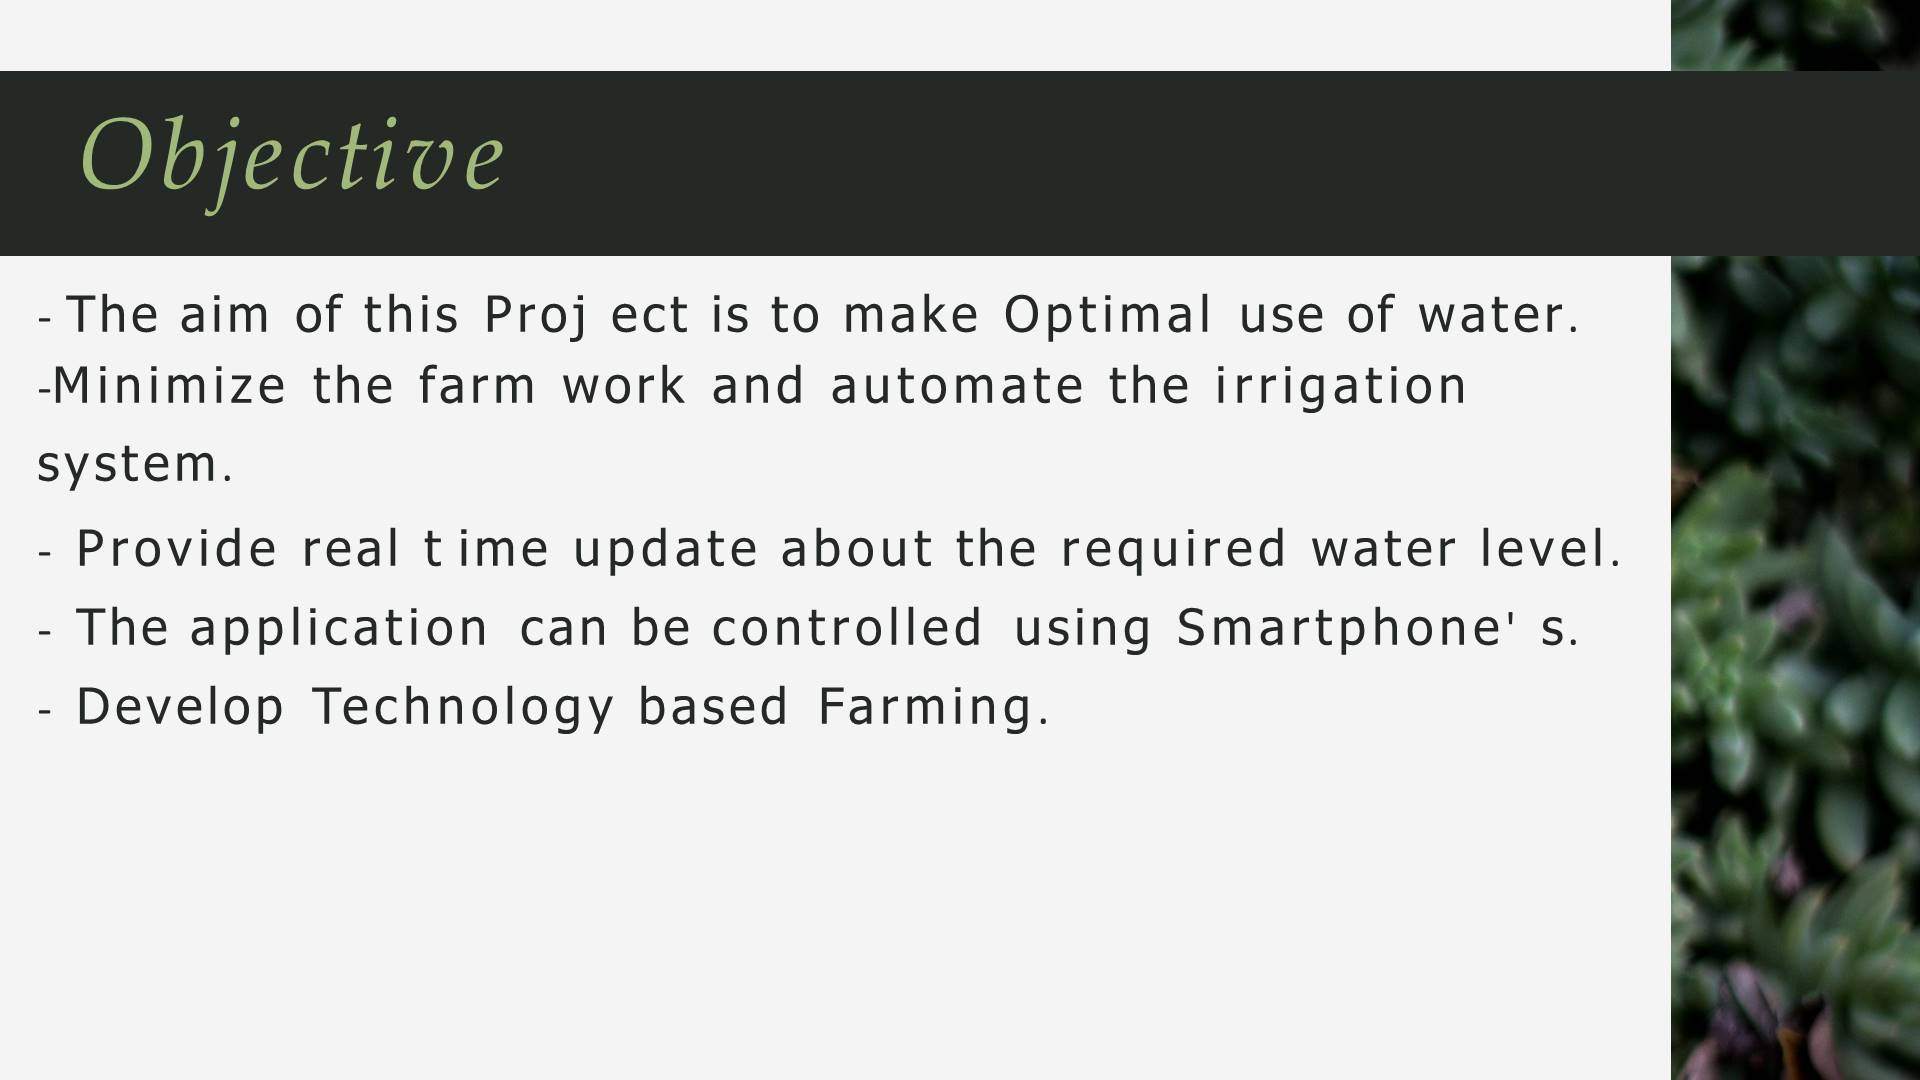 Objective
- The aim of this Proj ect is to make Optimal use of water.
-Minimize the farm work and automate the irrigation
system.
- Provide real t ime update about the required water level.
- The application can be controlled using Smartphone' s.
- Develop Technology based Farming.